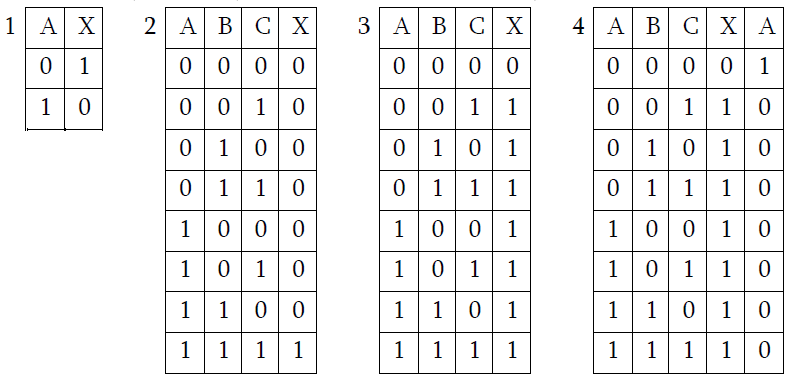 1 A X 2 A B C X 3 A B C X 4 A B C X A
0 1 0 0 0 0 0 0 0 0 0 0 0 0 1
1 0 0 0 1 0 0 0 1 1 0 0 1 1 0
0 1 0 0 0 1 0 1 0 1 0 1 0
0 1 1 0 0 1 1 1 0 1 1 1 0
1 0 0 0 1 0 0 1 1 0 0 1 0
1 0 1 0 1 0 1 1 1 0 1 1 0
1 1 0 0 1 1 0 1 1 1 0 1 0
1 1 1 1 1 1 1 1 1 1 1 1 0